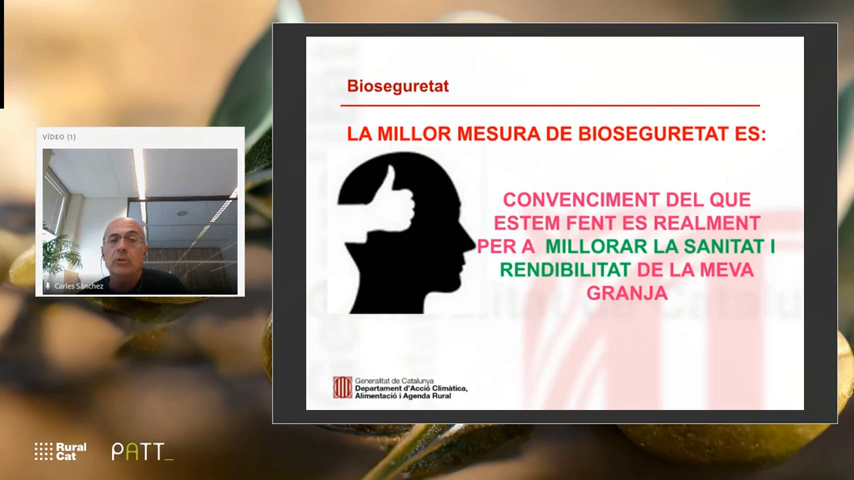 VÍDEO (1)
Carles Sánchez
Bioseguretat
LA MILLOR MESURA DE BIOSEGURETAT ES:
CONVENCIMENT DEL QUE
ESTEM FENT ES REALMENT
PER A MILLORAR LA SANITAT I
RENDIBILITAT DE LA MEVA
GRANJA
Generalitat de Catalunya
Departament d'Acció Climàtica,
Alimentació i Agenda Rural
Rural
Cat
PATT_